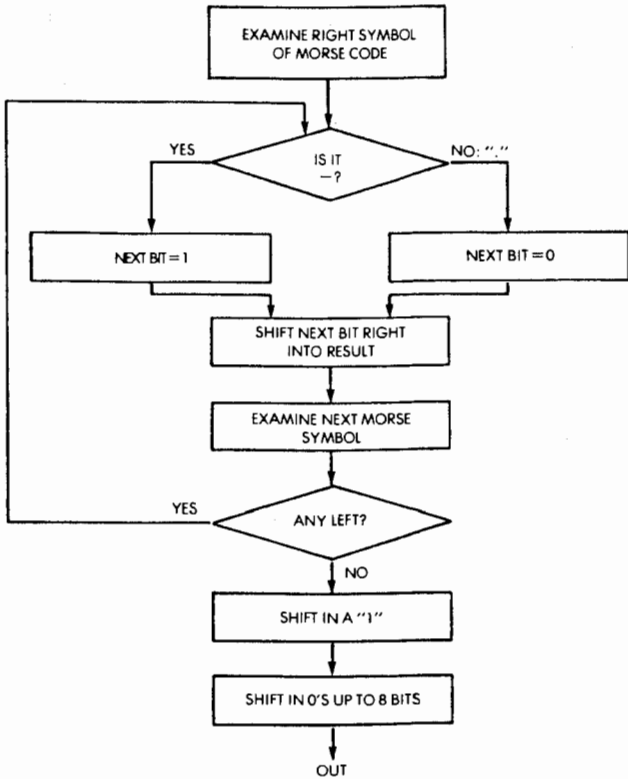 EXAMINE RIGHT SYMBOL
OF MORSE CODE
YES
IS IT
—?
NO: "."
NEXT BIT = 1
NEXT BIT = 0
SHIFT NEXT BIT RIGHT
INTO RESULT
EXAMINE NEXT MORSE
SYMBOL
YES
ANY LEFT?
NO
SHIFT IN A "1"
SHIFT IN 0'S UP TO 8 BITS
OUT